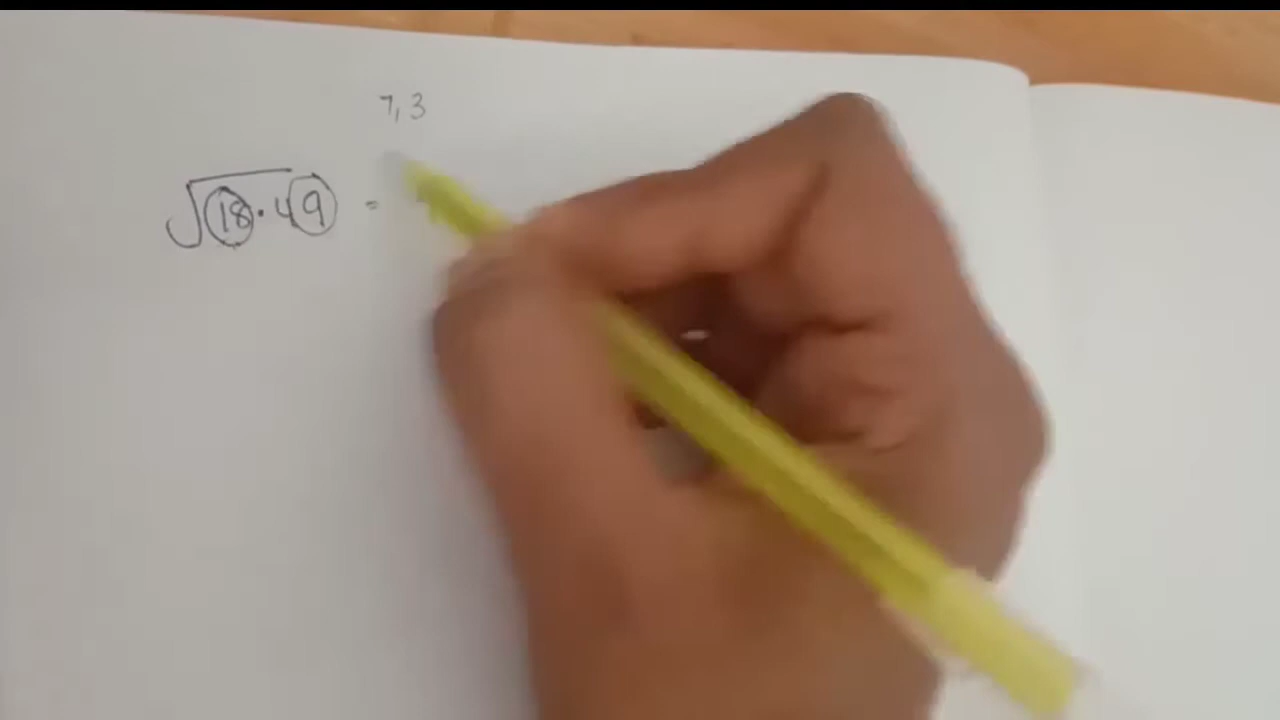 7,3
√18·49 =